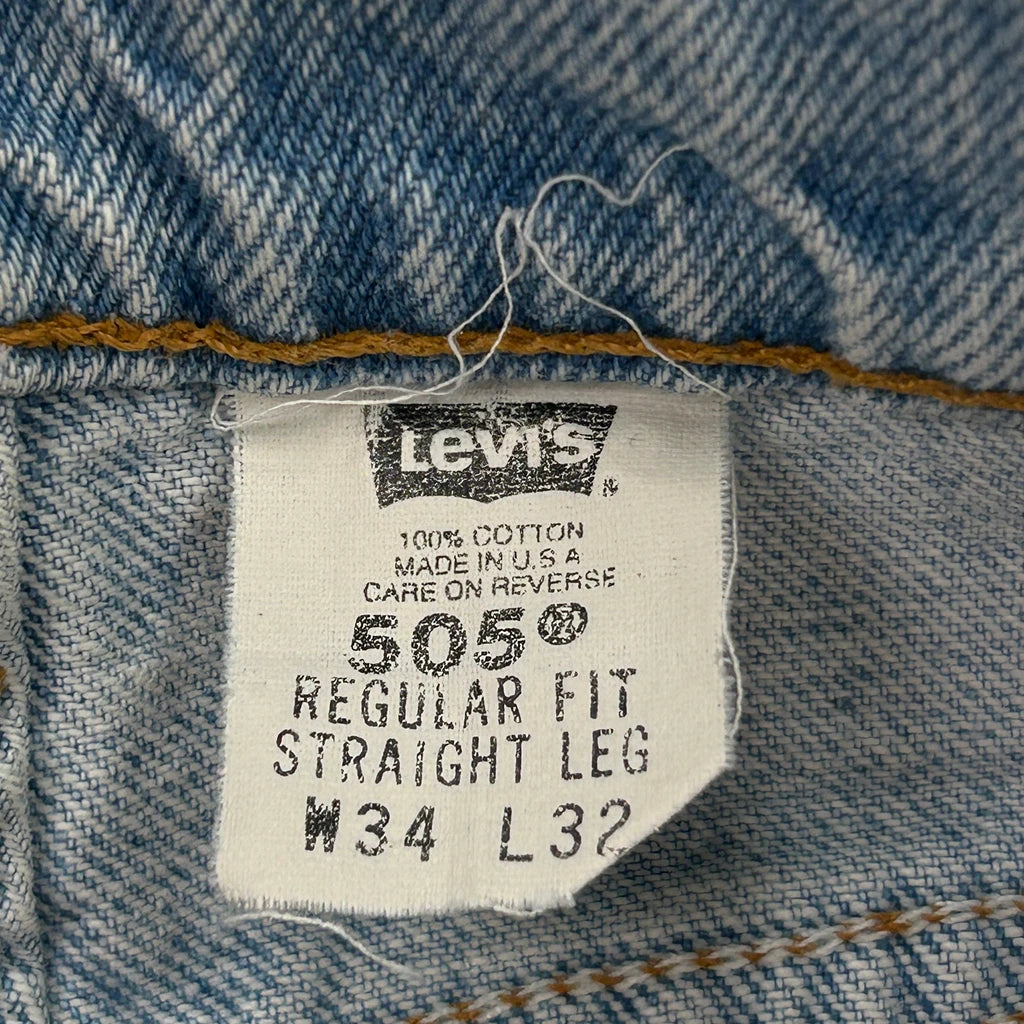 Levi's
100% COTTON
MADE IN U.S A
CARE ON REVERSE
505®
REGULAR FIT
STRAIGHT LEG
W34 L32